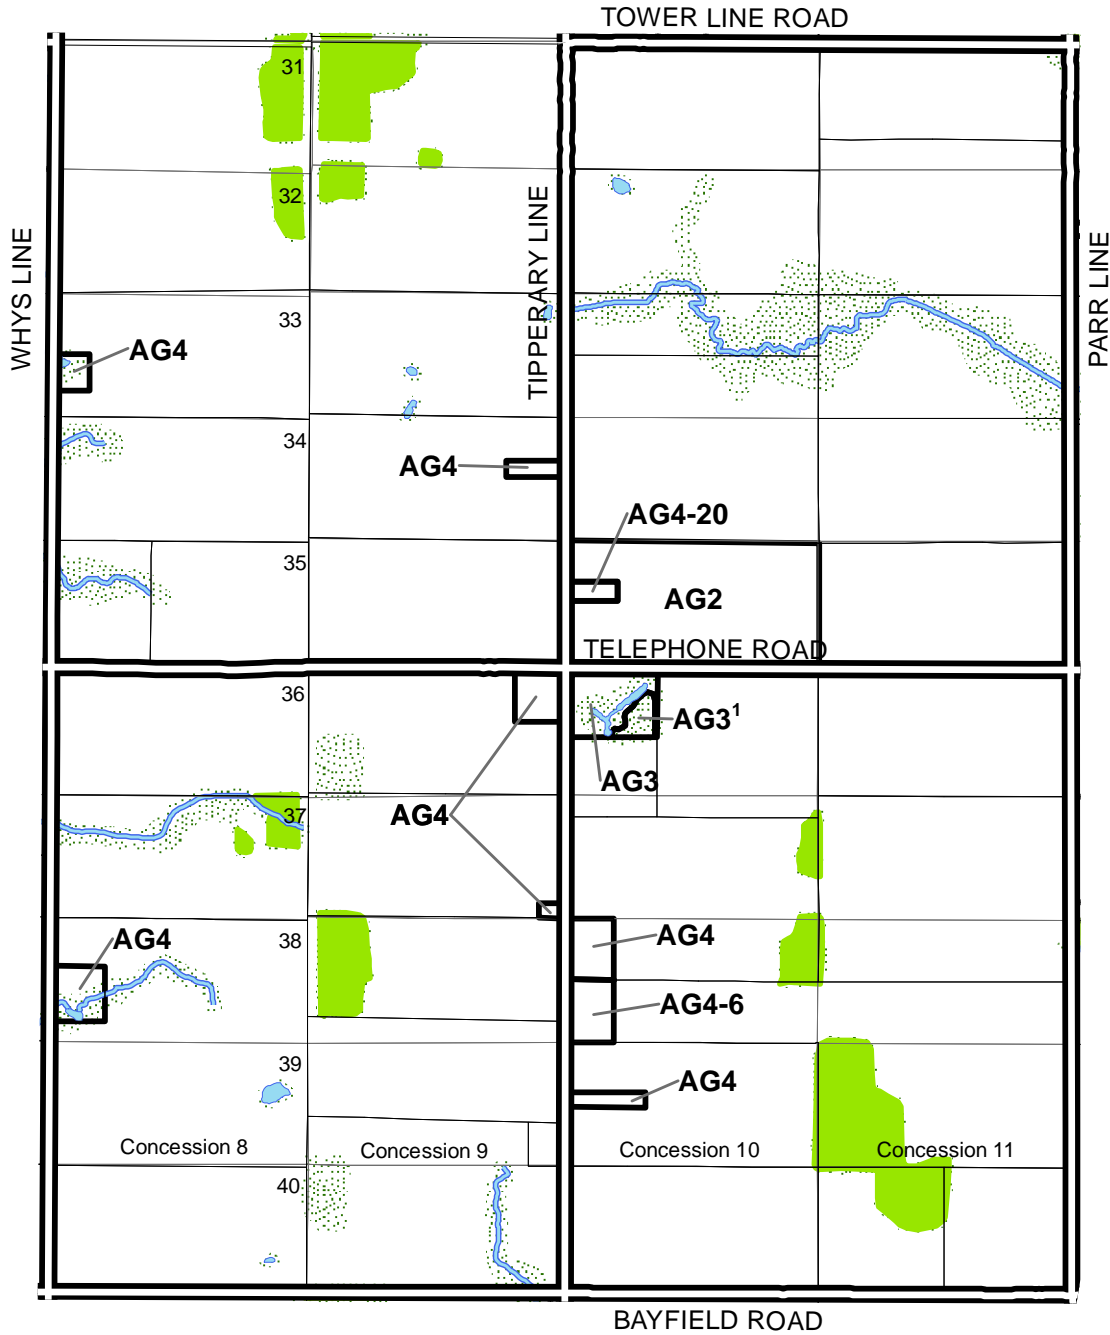 TOWER LINE ROAD
31
32
WHYS LINE
TIPPERARY LINE
PARR LINE
33
AG4
34
AG4
AG4-20
35
AG2
TELEPHONE ROAD
36
AG3¹
AG3
37
AG4
38
AG4
AG4
AG4-6
39
AG4
Concession 8
Concession 9
Concession 10
Concession 11
40
BAYFIELD ROAD